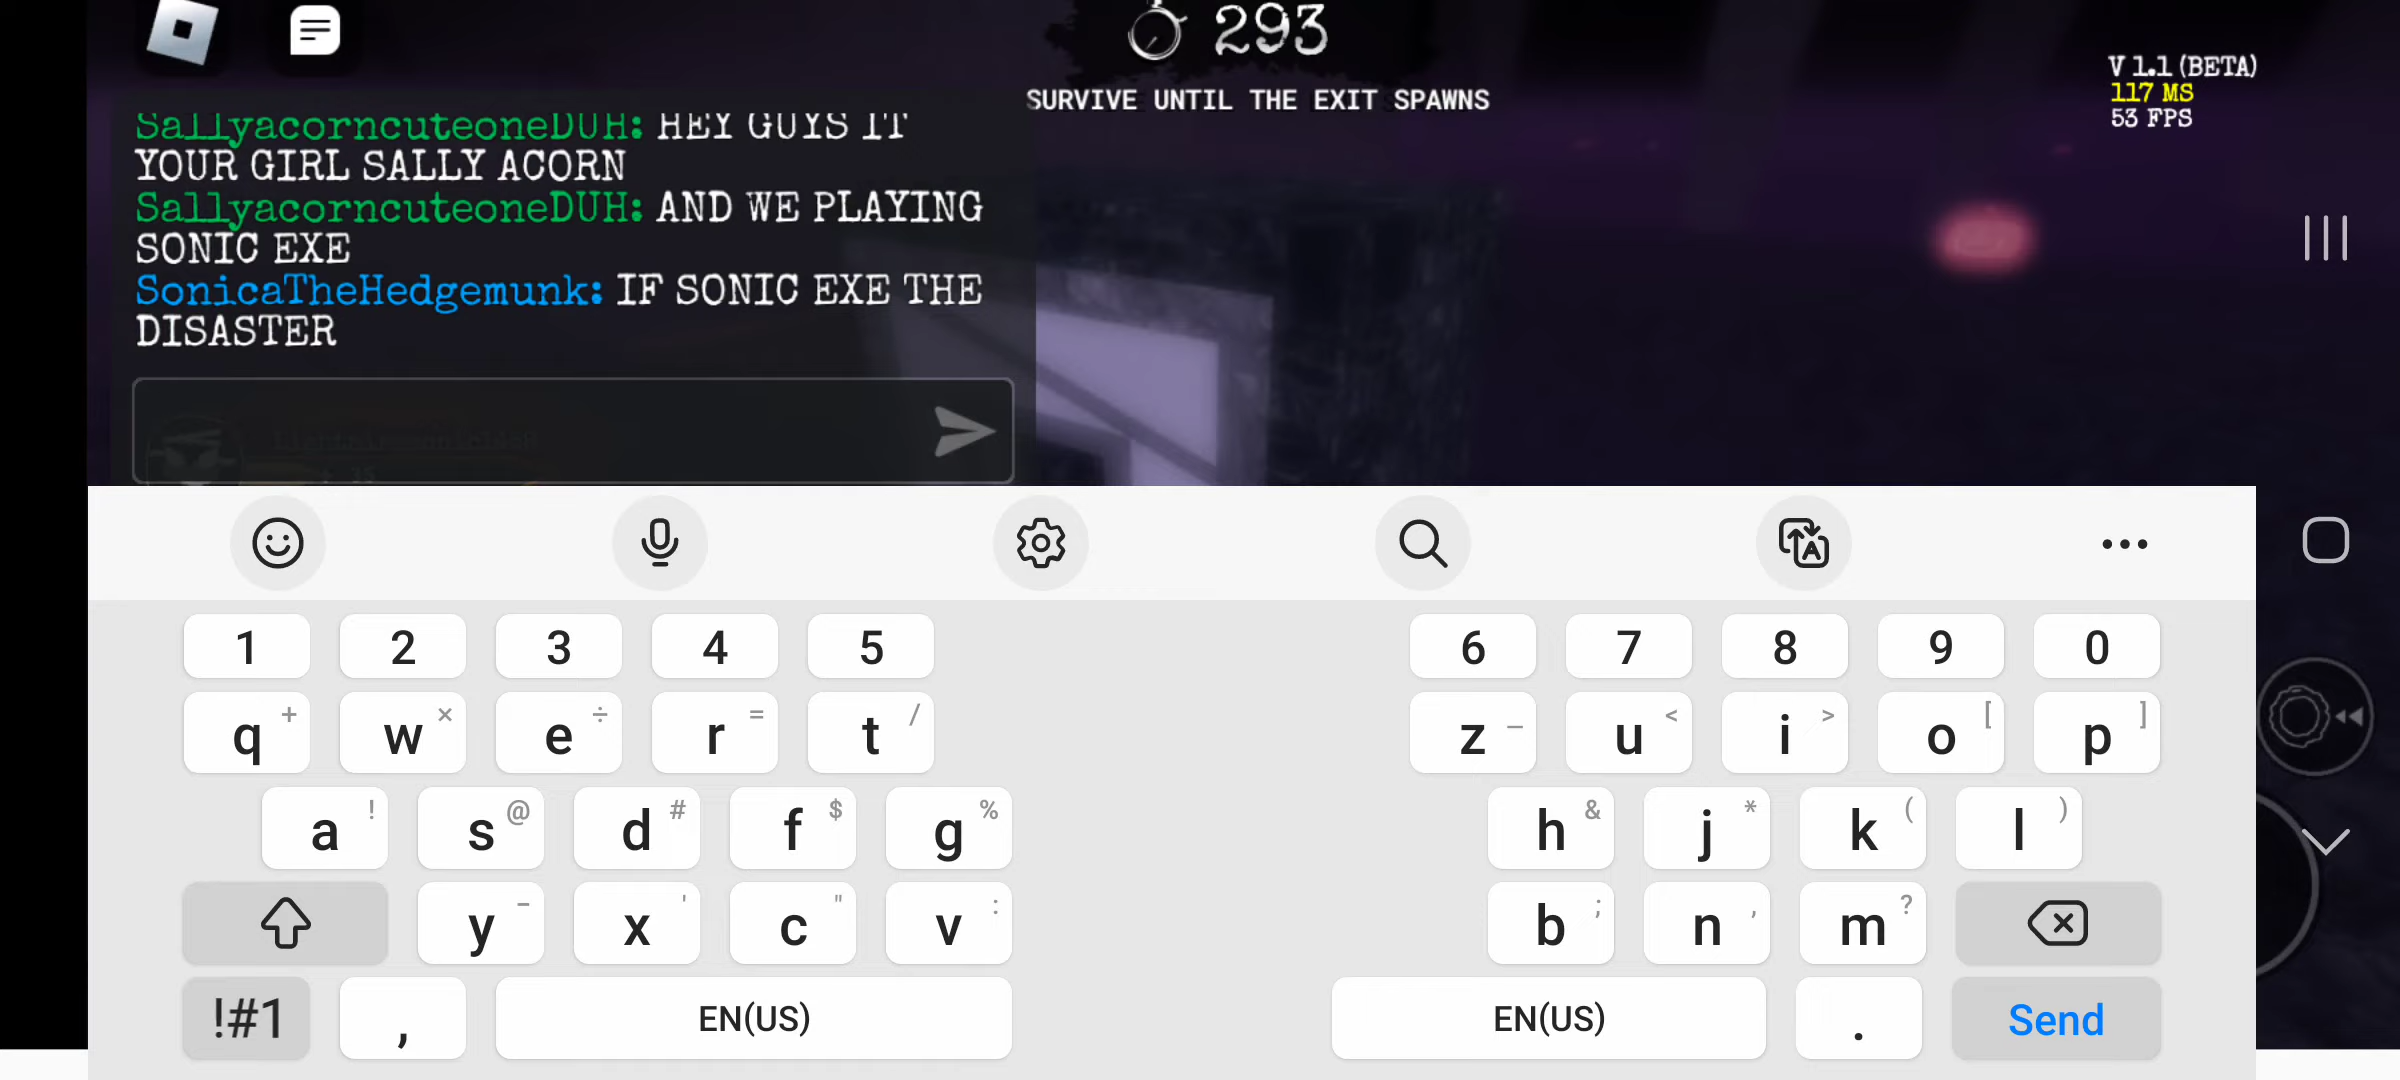 293
SURVIVE UNTIL THE EXIT SPAWNS
V 1.1 (BETA)
117 MS
53 FPS
SallyacorncuteoneDUH: HEY GUYS IT
YOUR GIRL SALLY ACORN
SallyacorncuteoneDUH: AND WE PLAYING
SONIC EXE
SonicaTheHedgemunk: IF SONIC EXE THE
DISASTER
1 2 3 4 5 6 7 8 9 0
q + w × e ÷ r = t / z _ u < i > o [ p ]
a ! s @ d # f $ g % h & j * k ( l )
y - x ' c " v : b ; n , m ?
!#1 , EN(US) EN(US) . Send